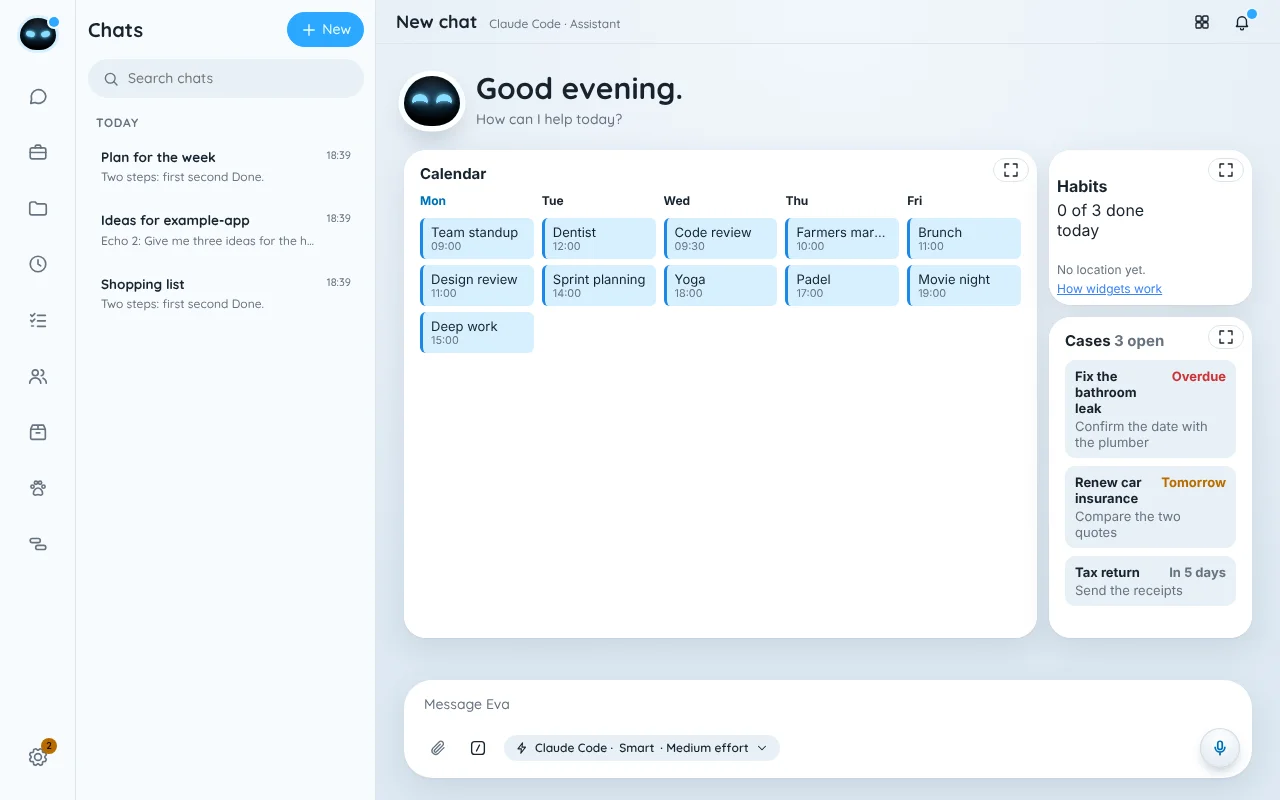 Chats
New
Search chats
TODAY
Plan for the week 18:39
Two steps: first second Done.
Ideas for example-app 18:39
Echo 2: Give me three ideas for the h...
Shopping list 18:39
Two steps: first second Done.
2
New chat Claude Code · Assistant
Good evening.
How can I help today?
Calendar
Mon Tue Wed Thu Fri
Team standup
09:00
Dentist
12:00
Code review
09:30
Farmers mar...
10:00
Brunch
11:00
Design review
11:00
Sprint planning
14:00
Yoga
18:00
Padel
17:00
Movie night
19:00
Deep work
15:00
Habits
0 of 3 done
today
No location yet.
How widgets work
Cases 3 open
Fix the
bathroom
leak
Overdue
Confirm the date with
the plumber
Renew car
insurance
Tomorrow
Compare the two
quotes
Tax return In 5 days
Send the receipts
Message Eva
Claude Code · Smart · Medium effort